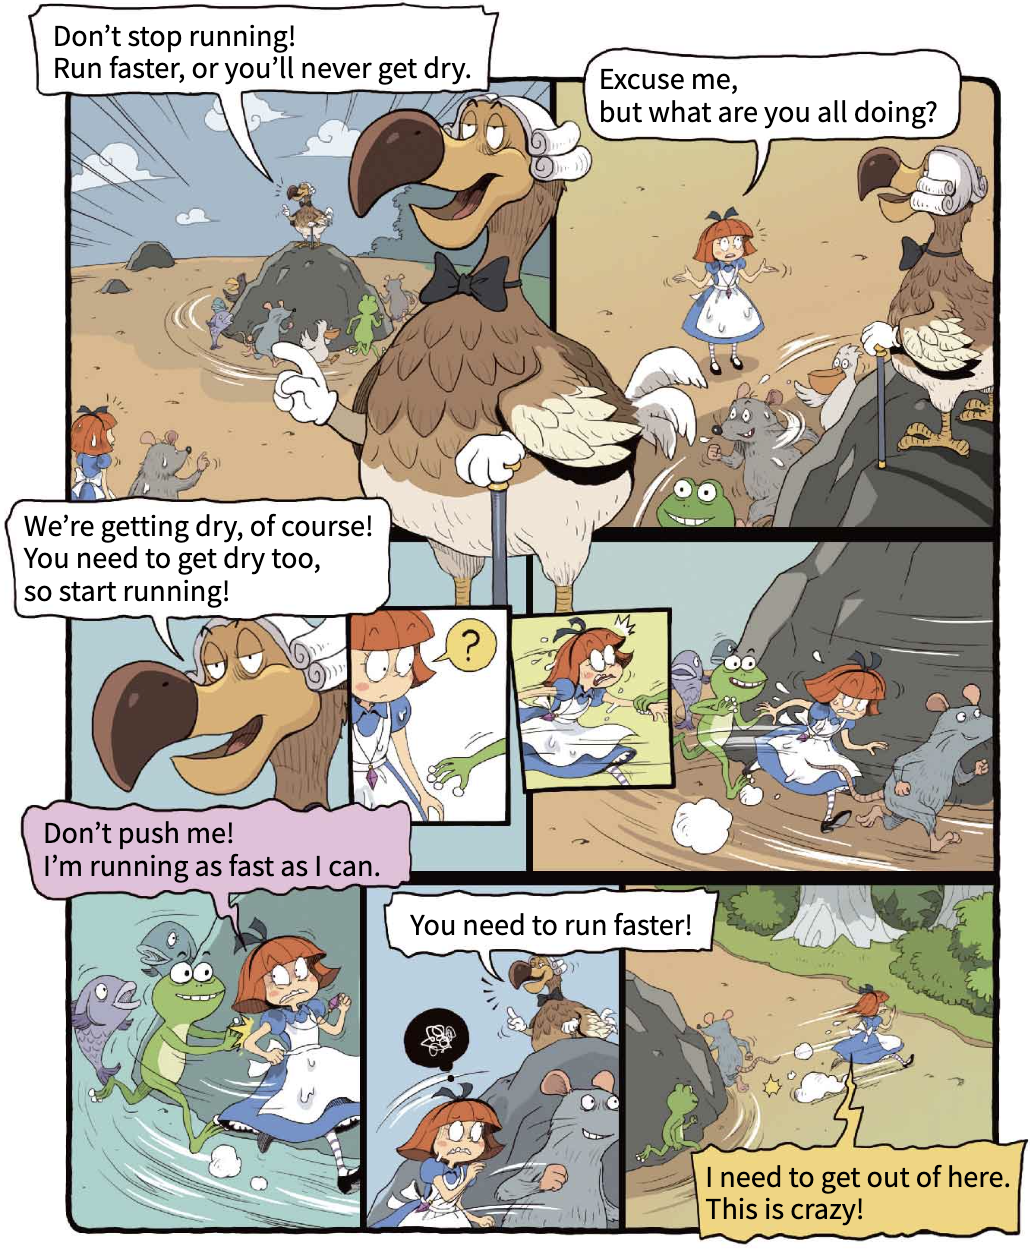 Don't stop running!
Run faster, or you'll never get dry.
Excuse me,
but what are you all doing?
We're getting dry, of course!
You need to get dry too,
so start running!
?
Don't push me!
I'm running as fast as I can.
You need to run faster!
I need to get out of here.
This is crazy!